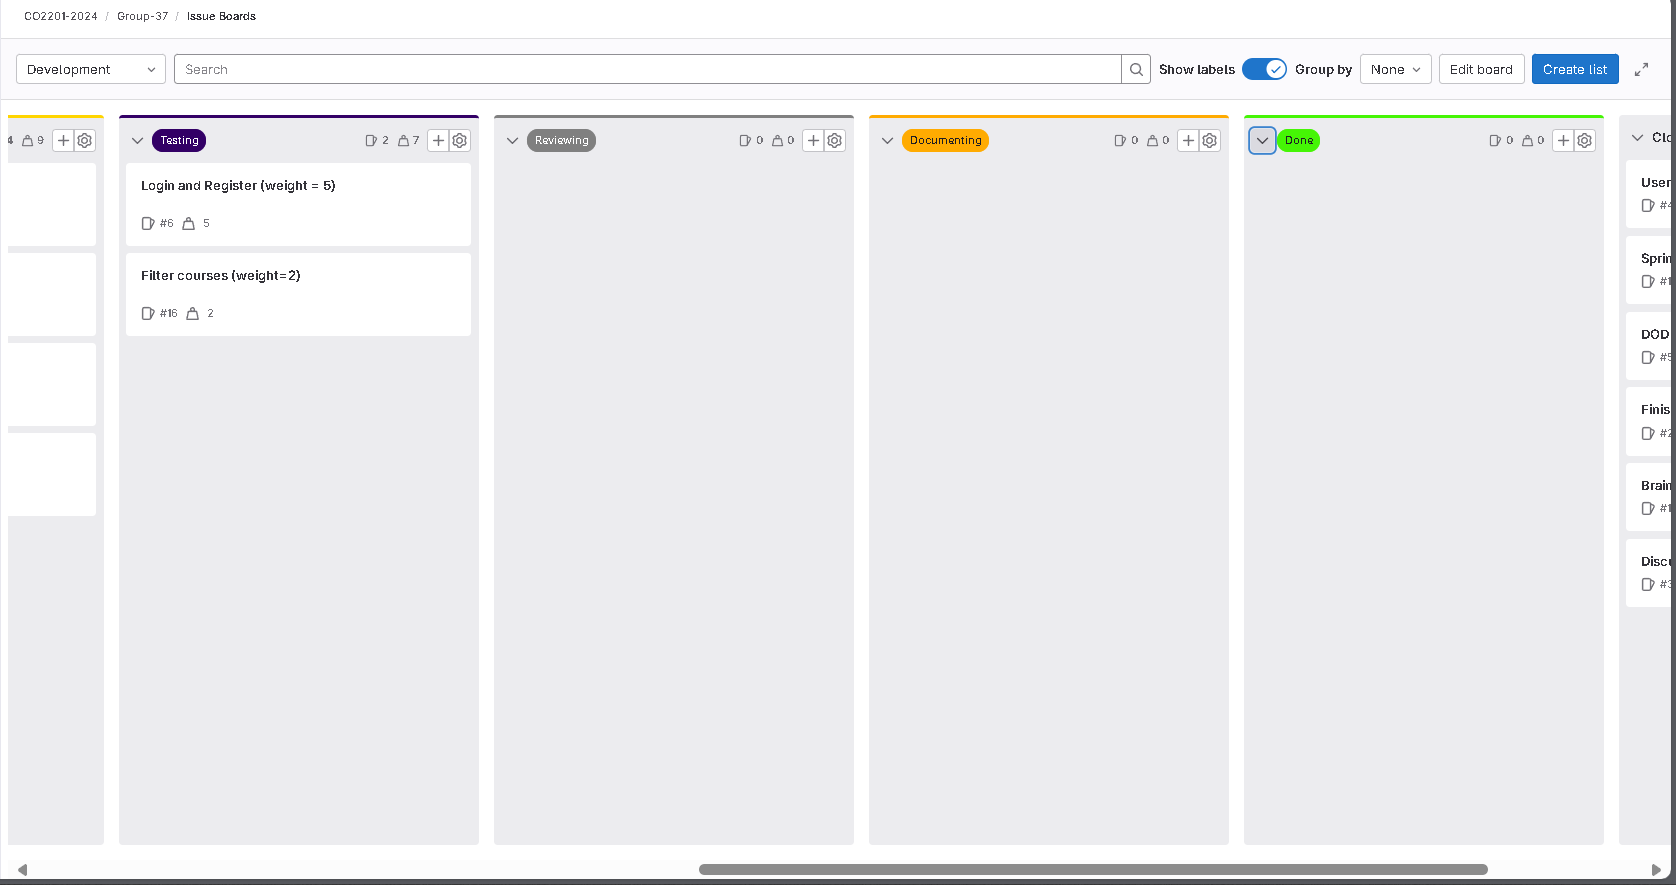 CO2201-2024 / Group-37 / Issue Boards
Development
Search
Show labels
Group by
None
Edit board
Create list
4 9
Testing 2 7
Login and Register (weight = 5)
#6 5
Filter courses (weight=2)
#16 2
Reviewing 0 0
Documenting 0 0
Done 0 0
Clo
User
#4
Sprin
#1
DOD
#5
Finis
#2
Brain
#1
Discu
#3